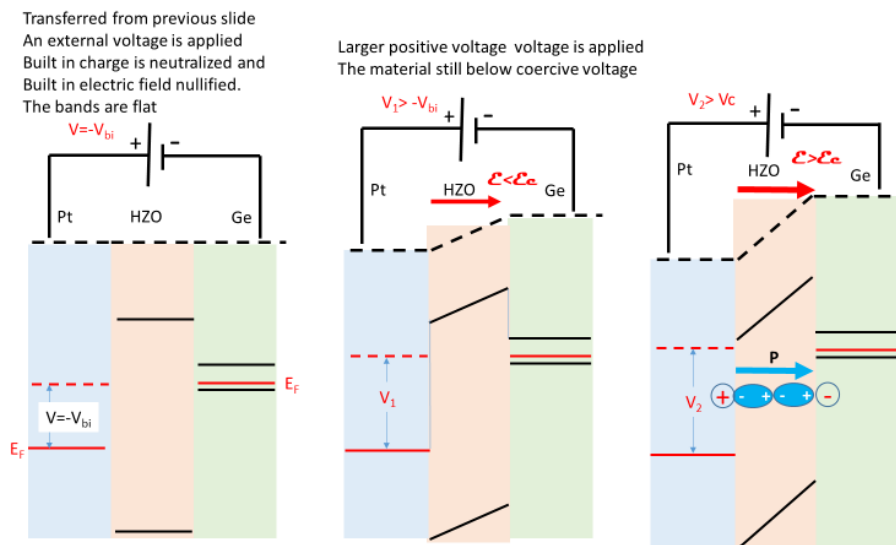 Transferred from previous slide
An external voltage is applied
Built in charge is neutralized and
Built in electric field nullified.
The bands are flat
V=-Vbi
+ -
Pt HZO Ge
EF
V=-Vbi
EF
Larger positive voltage voltage is applied
The material still below coercive voltage
V1> -Vbi
+ -
ℰ<ℰc
Pt HZO Ge
V1
V2> Vc
+ -
ℰ>ℰc
Pt HZO Ge
P
+ - + - + -
V2